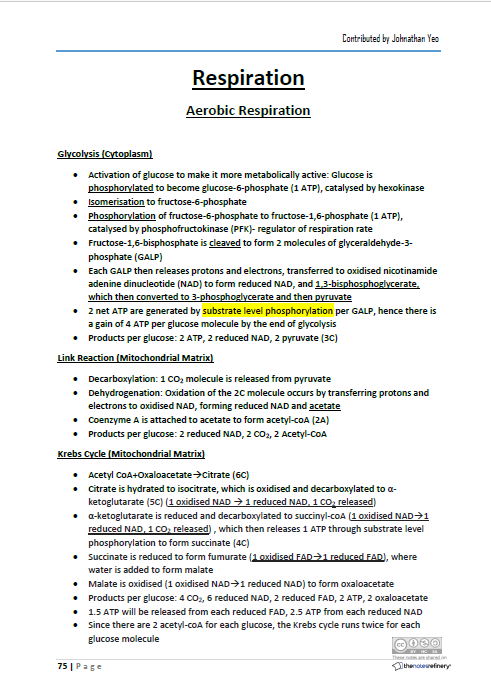 Contributed by Johnathan Yeo
Respiration
Aerobic Respiration
Glycolysis (Cytoplasm)
• Activation of glucose to make it more metabolically active: Glucose is
phosphorylated to become glucose-6-phosphate (1 ATP), catalysed by hexokinase
• Isomerisation to fructose-6-phosphate
• Phosphorylation of fructose-6-phosphate to fructose-1,6-phosphate (1 ATP),
catalysed by phosphofructokinase (PFK)- regulator of respiration rate
• Fructose-1,6-bisphosphate is cleaved to form 2 molecules of glyceraldehyde-3-
phosphate (GALP)
• Each GALP then releases protons and electrons, transferred to oxidised nicotinamide
adenine dinucleotide (NAD) to form reduced NAD, and 1,3-bisphosphoglycerate,
which then converted to 3-phosphoglycerate and then pyruvate
• 2 net ATP are generated by substrate level phosphorylation per GALP, hence there is
a gain of 4 ATP per glucose molecule by the end of glycolysis
• Products per glucose: 2 ATP, 2 reduced NAD, 2 pyruvate (3C)
Link Reaction (Mitochondrial Matrix)
• Decarboxylation: 1 CO₂ molecule is released from pyruvate
• Dehydrogenation: Oxidation of the 2C molecule occurs by transferring protons and
electrons to oxidised NAD, forming reduced NAD and acetate
• Coenzyme A is attached to acetate to form acetyl-coA (2A)
• Products per glucose: 2 reduced NAD, 2 CO₂, 2 Acetyl-CoA
Krebs Cycle (Mitochondrial Matrix)
• Acetyl CoA+Oxaloacetate→Citrate (6C)
• Citrate is hydrated to isocitrate, which is oxidised and decarboxylated to α-
ketoglutarate (5C) (1 oxidised NAD → 1 reduced NAD, 1 CO₂ released)
• α-ketoglutarate is reduced and decarboxylated to succinyl-coA (1 oxidised NAD→1
reduced NAD, 1 CO₂ released) , which then releases 1 ATP through substrate level
phosphorylation to form succinate (4C)
• Succinate is reduced to form fumurate (1 oxidised FAD→1 reduced FAD), where
water is added to form malate
• Malate is oxidised (1 oxidised NAD→1 reduced NAD) to form oxaloacetate
• Products per glucose: 4 CO₂, 6 reduced NAD, 2 reduced FAD, 2 ATP, 2 oxaloacetate
• 1.5 ATP will be released from each reduced FAD, 2.5 ATP from each reduced NAD
• Since there are 2 acetyl-coA for each glucose, the Krebs cycle runs twice for each
glucose molecule
cc BY NC SA
These notes are shared on
thenotesrefinery
75 | Page